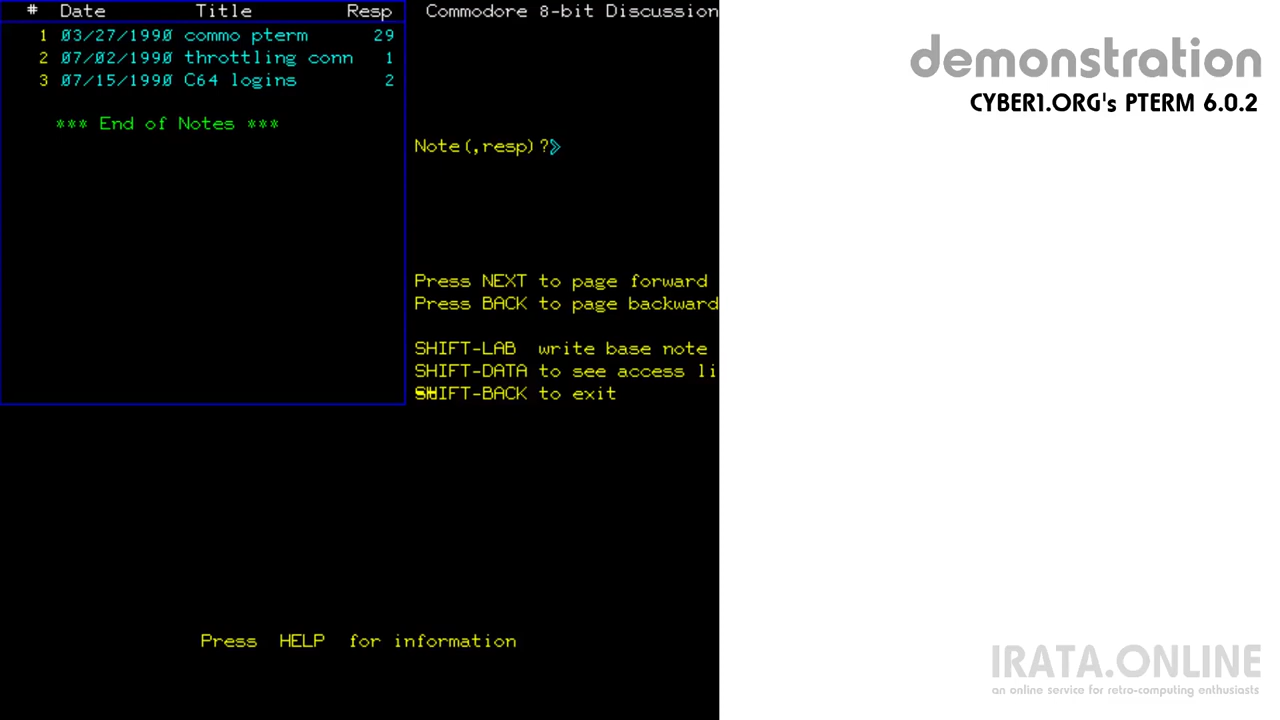 # Date Title Resp
1 03/27/1990 commo pterm 29
2 07/02/1990 throttling conn 1
3 07/15/1990 C64 logins 2
*** End of Notes ***
Commodore 8-bit Discussion
Note(,resp)?>
Press NEXT to page forward
Press BACK to page backward
SHIFT-LAB write base note
SHIFT-DATA to see access li
SHIFT-BACK to exit
Press HELP for information
demonstration
CYBER1.ORG's PTERM 6.0.2
IRATA.ONLINE
an online service for retro-computing enthusiasts